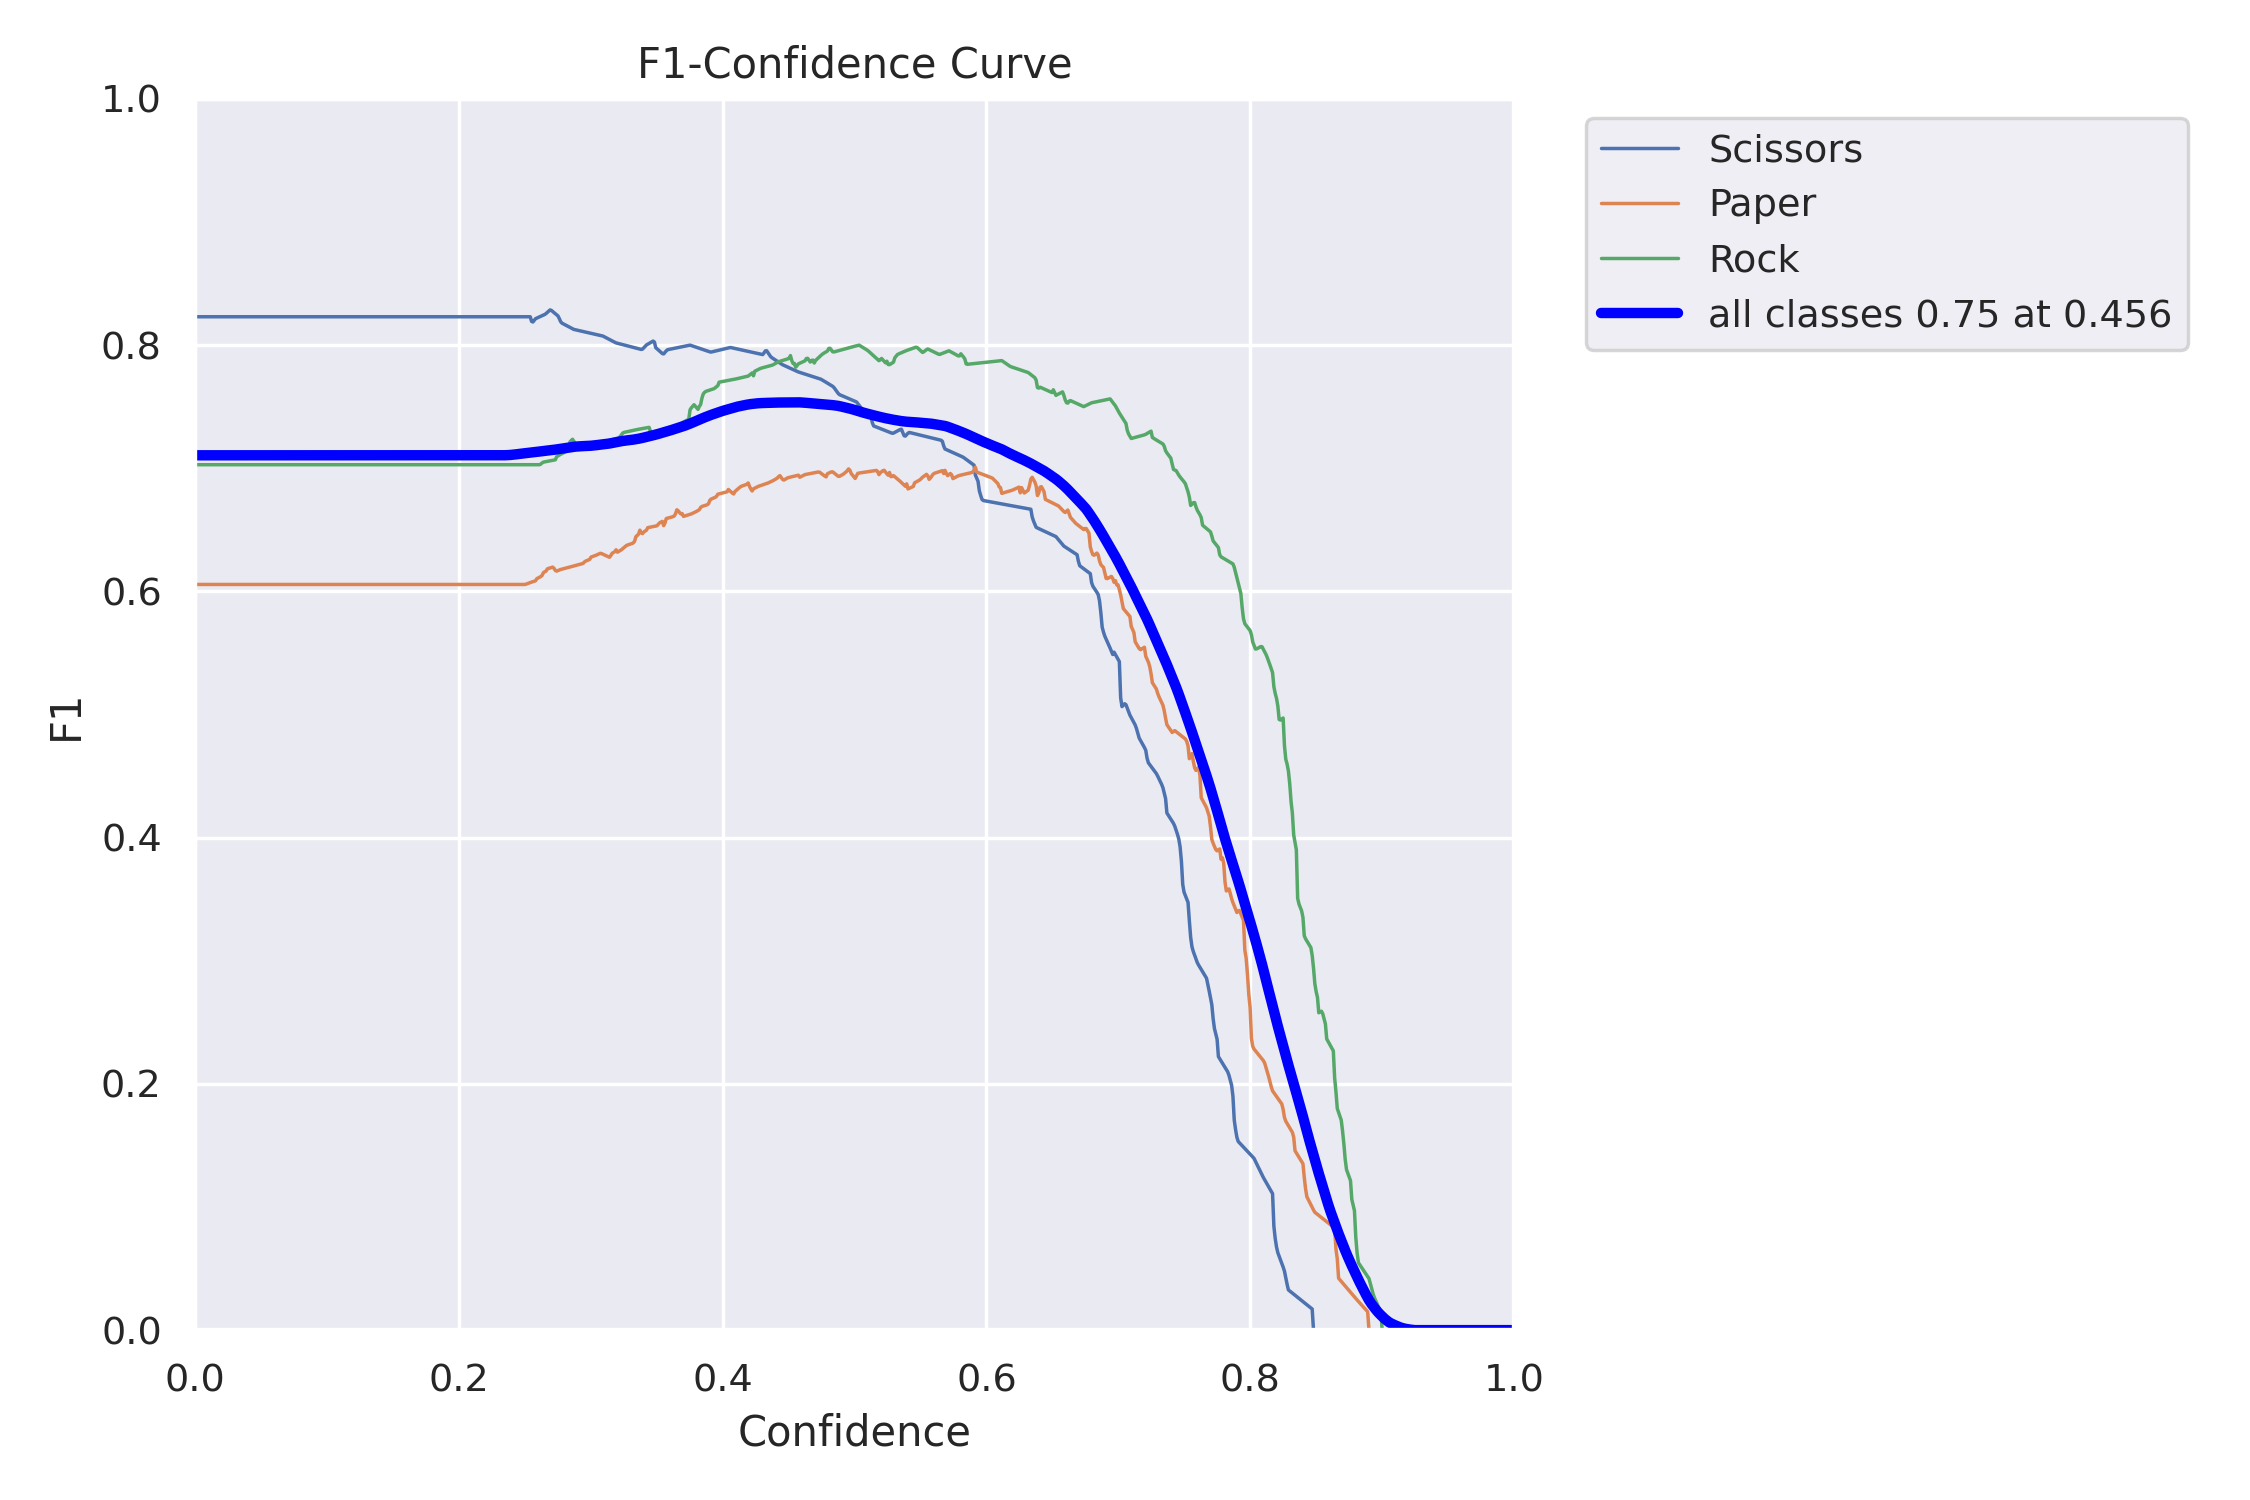 F1-Confidence Curve
1.0
0.8
0.6
0.4
0.2
0.0
F1
0.0 0.2 0.4 0.6 0.8 1.0
Confidence
Scissors
Paper
Rock
all classes 0.75 at 0.456